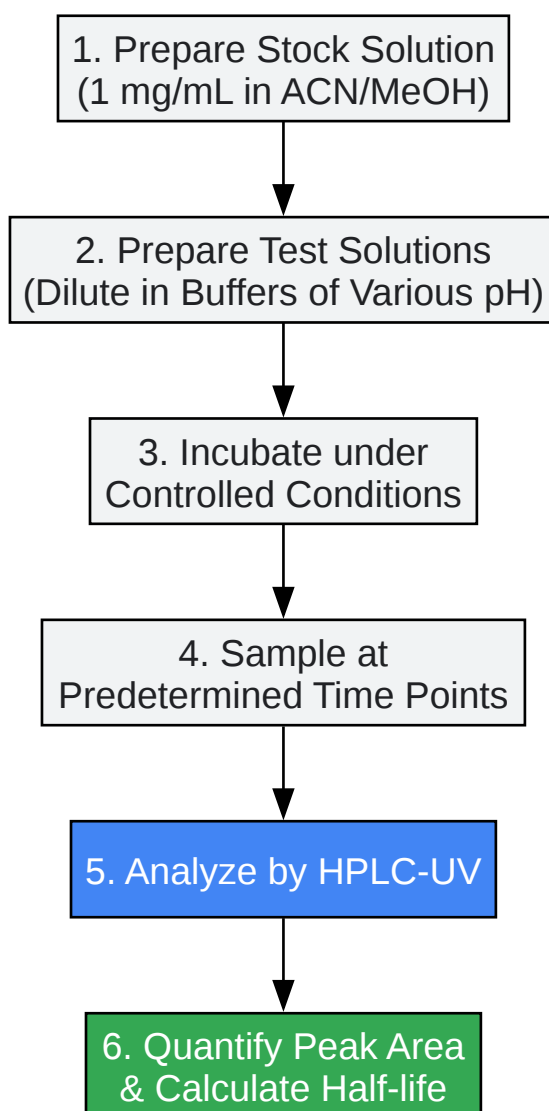 1. Prepare Stock Solution
(1 mg/mL in ACN/MeOH)
2. Prepare Test Solutions
(Dilute in Buffers of Various pH)
3. Incubate under
Controlled Conditions
4. Sample at
Predetermined Time Points
5. Analyze by HPLC-UV
6. Quantify Peak Area
& Calculate Half-life